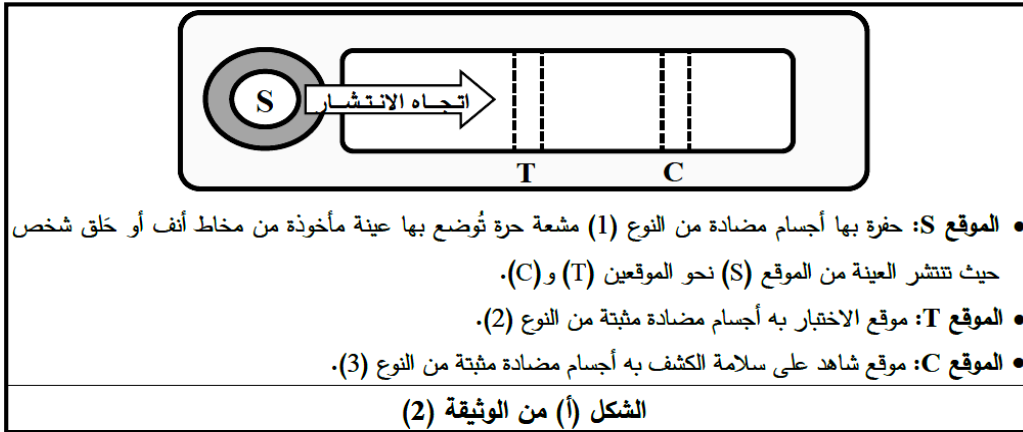 S
اتجاه الانتشار
T
C
• الموقع S: حفرة بها أجسام مضادة من النوع (1) مشعة حرة تُوضع بها عينة مأخوذة من مخاط أنف أو حَلق شخص
حيث تنتشر العينة من الموقع (S) نحو الموقعين (T) و(C).
• الموقع T: موقع الاختبار به أجسام مضادة مثبتة من النوع (2).
• الموقع C: موقع شاهد على سلامة الكشف به أجسام مضادة مثبتة من النوع (3).
الشكل (أ) من الوثيقة (2)